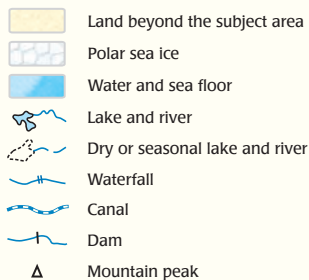 Land beyond the subject area
Polar sea ice
Water and sea floor
Lake and river
Dry or seasonal lake and river
Waterfall
Canal
Dam
Mountain peak